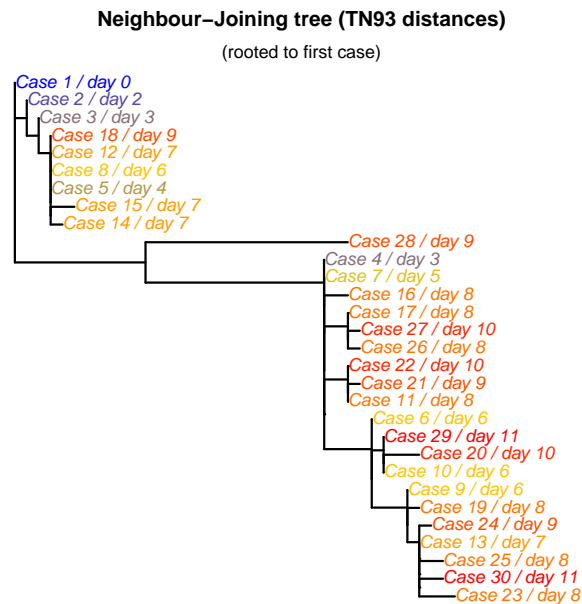 Neighbour−Joining tree (TN93 distances)
(rooted to first case)
Case 1 / day 0
Case 2 / day 2
Case 3 / day 3
Case 18 / day 9
Case 12 / day 7
Case 8 / day 6
Case 5 / day 4
Case 15 / day 7
Case 14 / day 7
Case 28 / day 9
Case 4 / day 3
Case 7 / day 5
Case 16 / day 8
Case 17 / day 8
Case 27 / day 10
Case 26 / day 8
Case 22 / day 10
Case 21 / day 9
Case 11 / day 8
Case 6 / day 6
Case 29 / day 11
Case 20 / day 10
Case 10 / day 6
Case 9 / day 6
Case 19 / day 8
Case 24 / day 9
Case 13 / day 7
Case 25 / day 8
Case 30 / day 11
Case 23 / day 8